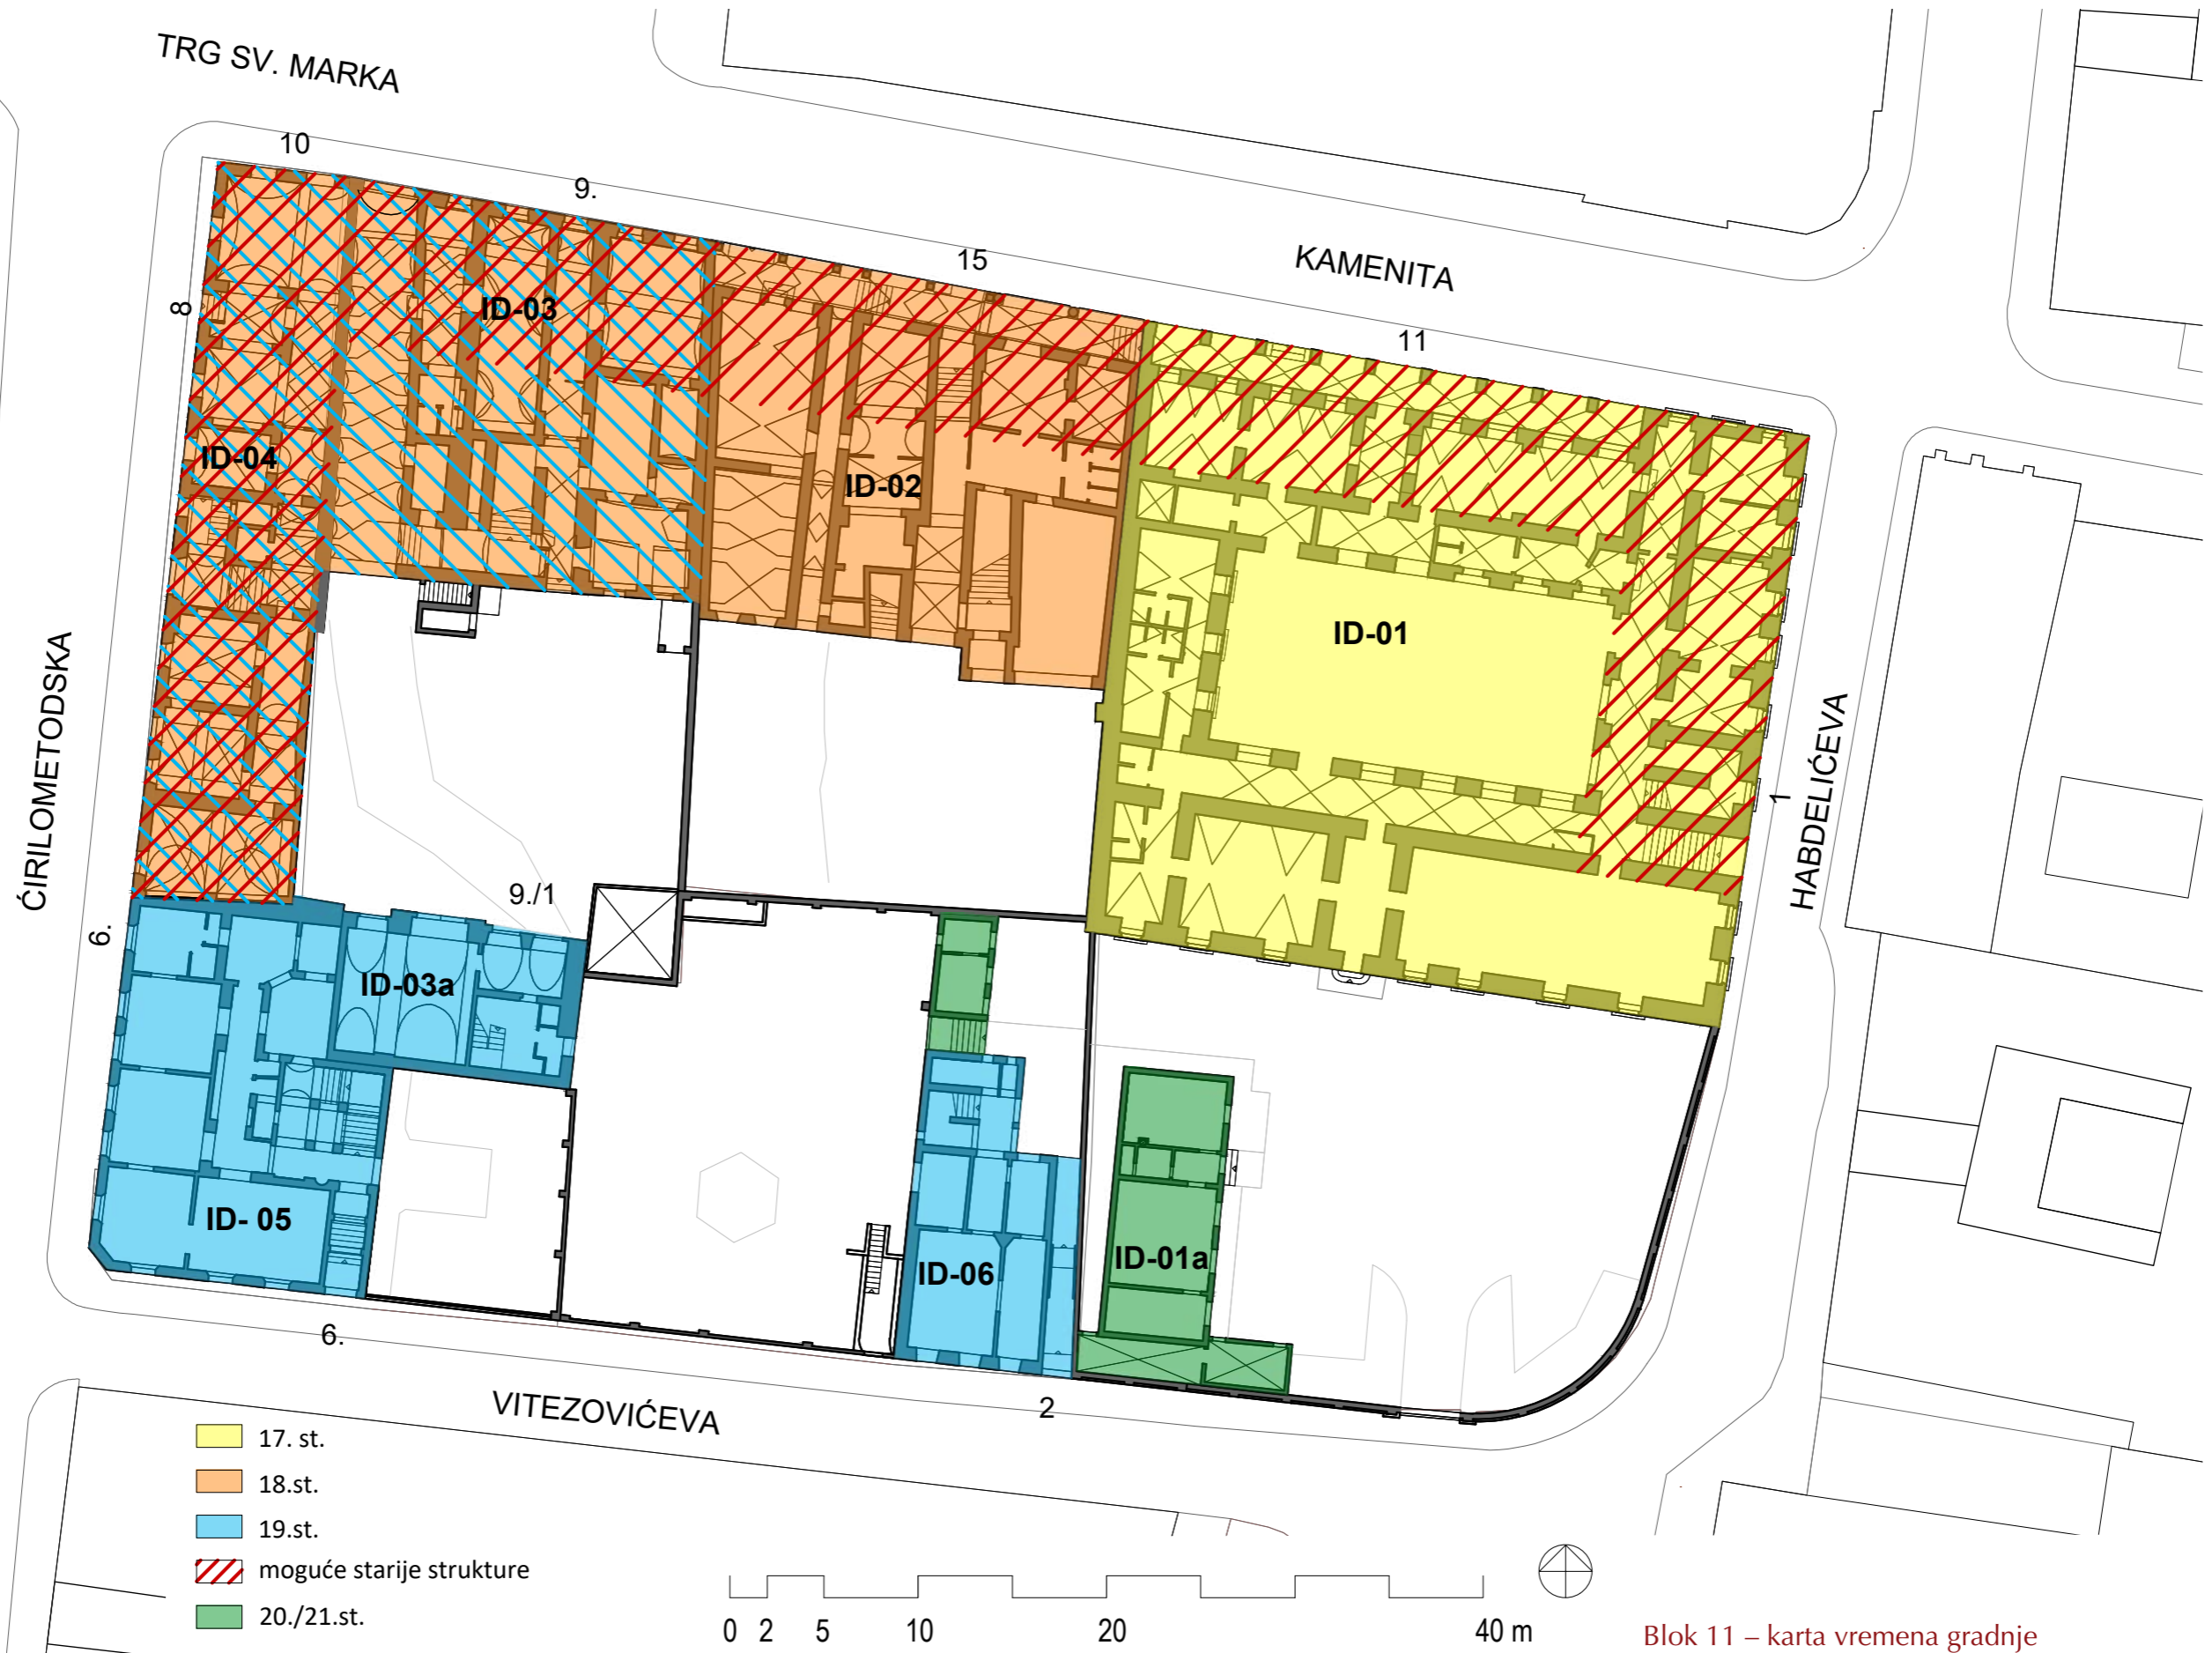 TRG SV. MARKA
10
9.
15
KAMENITA
11
8
ID-03
ID-04
ID-02
ID-01
ĆIRILOMETODSKA
HABDELIĆEVA
1
9./1
6.
ID-03a
ID- 05
ID-06
ID-01a
6.
VITEZOVIĆEVA
2
17. st.
18.st.
19.st.
moguće starije strukture
20./21.st.
0 2 5 10 20 40 m
Blok 11 – karta vremena gradnje